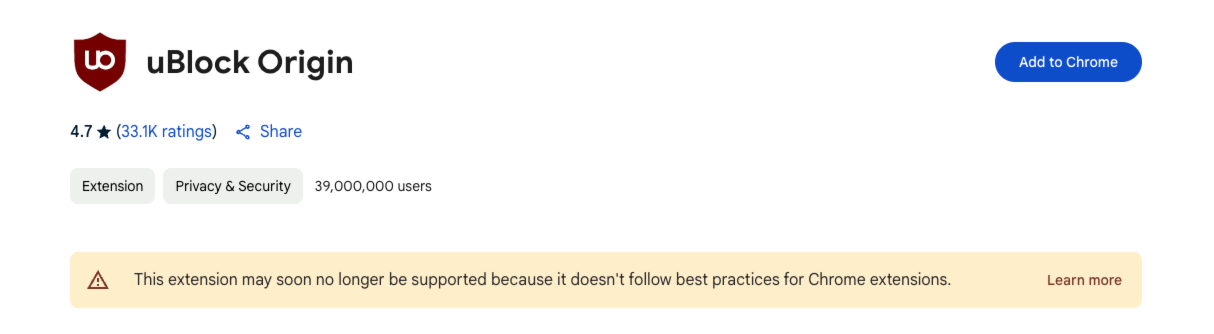 uBlock Origin
Add to Chrome
4.7 ★ (33.1K ratings) Share
Extension Privacy & Security 39,000,000 users
This extension may soon no longer be supported because it doesn't follow best practices for Chrome extensions. Learn more